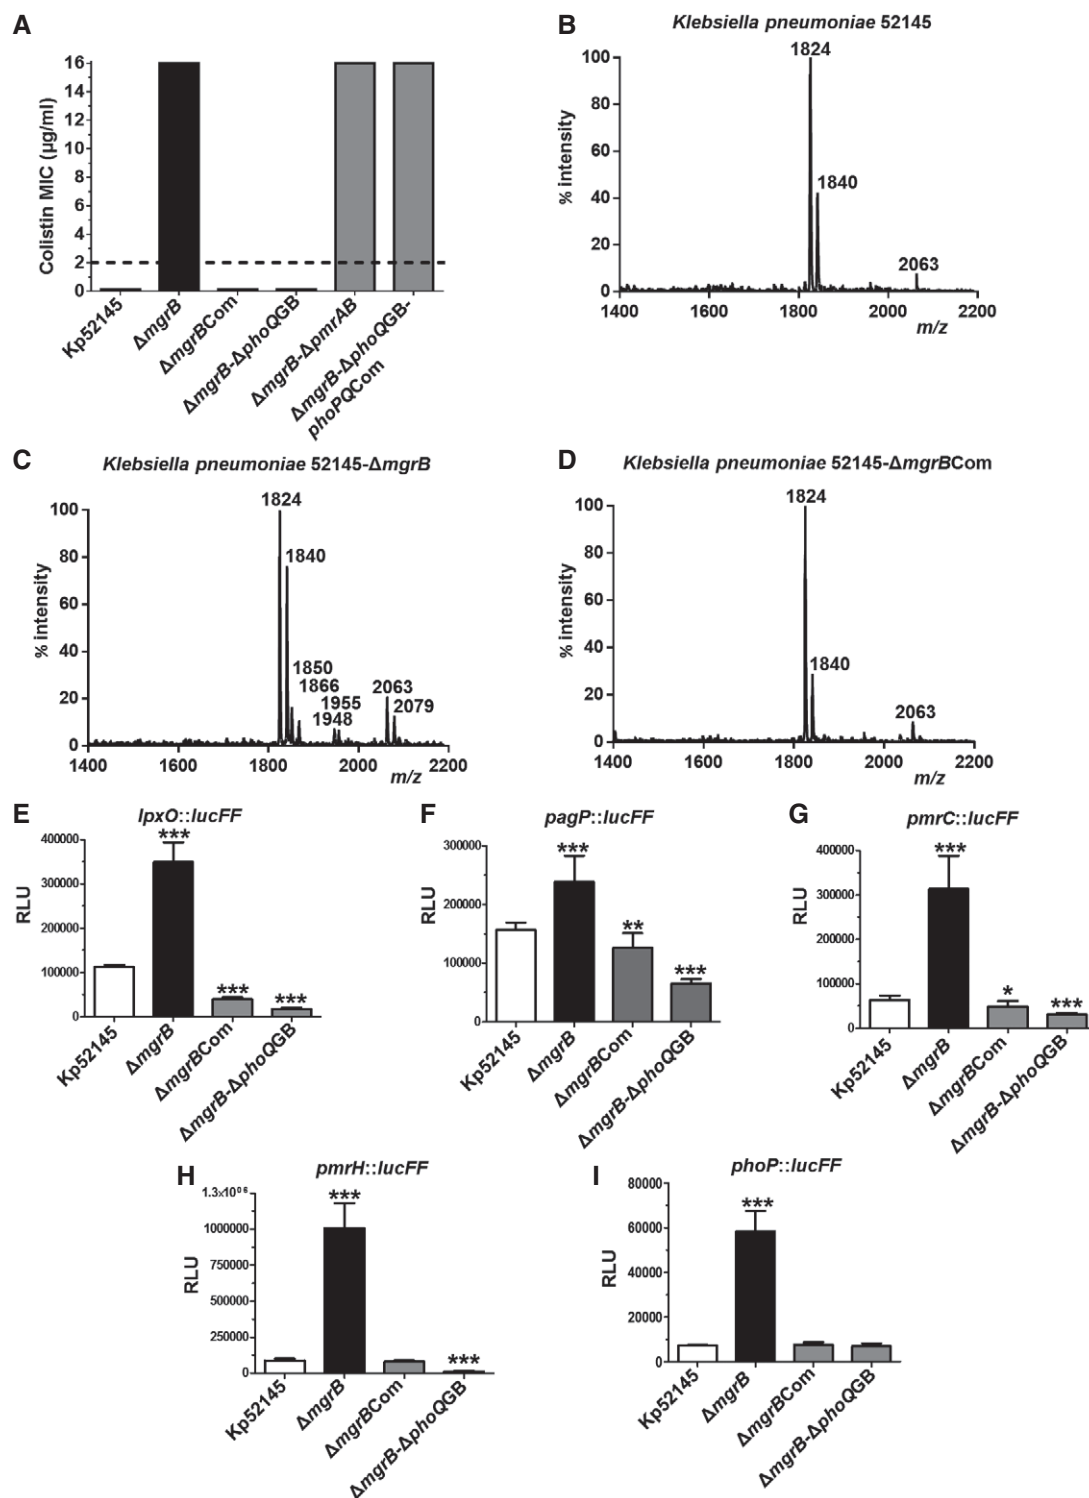 A
Colistin MIC (µg/ml)
16
14
12
10
8
6
4
2
0
Kp52145
ΔmgrB
ΔmgrBCom
ΔmgrB-ΔphoQGB
ΔmgrB-ΔpmrAB
ΔmgrB-ΔphoQGB-
phoPQCom
B
Klebsiella pneumoniae 52145
% intensity
100
80
60
40
20
0
1824
1840
2063
1400 1600 1800 2000 2200
m/z
C
Klebsiella pneumoniae 52145-ΔmgrB
% intensity
100
80
60
40
20
0
1824
1840
1850
1866
1955
1948
2063
2079
1400 1600 1800 2000 2200
m/z
D
Klebsiella pneumoniae 52145-ΔmgrBCom
% intensity
100
80
60
40
20
0
1824
1840
2063
1400 1600 1800 2000 2200
m/z
E
lpxO::lucFF
RLU
400000
300000
200000
100000
0
***
***
***
Kp52145
ΔmgrB
ΔmgrBCom
ΔmgrB-ΔphoQGB
F
pagP::lucFF
RLU
300000
200000
100000
0
***
**
***
Kp52145
ΔmgrB
ΔmgrBCom
ΔmgrB-ΔphoQGB
G
pmrC::lucFF
RLU
400000
300000
200000
100000
0
***
*
***
Kp52145
ΔmgrB
ΔmgrBCom
ΔmgrB-ΔphoQGB
H
pmrH::lucFF
RLU
1.3×10⁰⁶
1000000
750000
500000
250000
0
***
***
Kp52145
ΔmgrB
ΔmgrBCom
ΔmgrB-ΔphoQGB
I
phoP::lucFF
RLU
80000
60000
40000
20000
0
***
Kp52145
ΔmgrB
ΔmgrBCom
ΔmgrB-ΔphoQGB